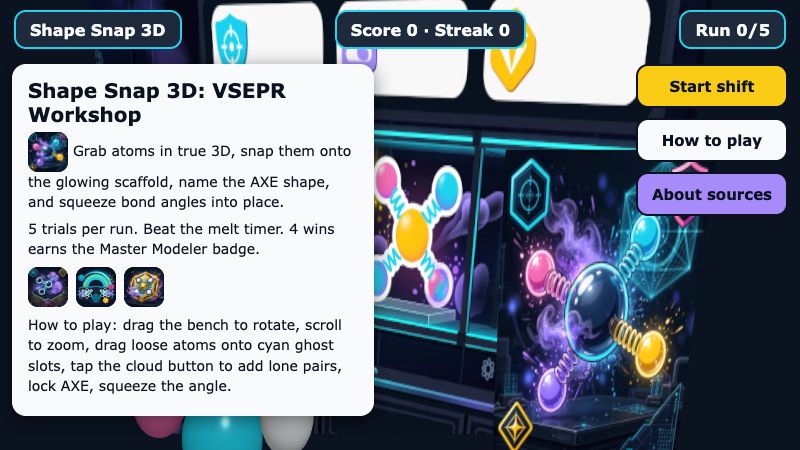 Shape Snap 3D
Score 0 · Streak 0
Run 0/5
Shape Snap 3D: VSEPR
Workshop
Grab atoms in true 3D, snap them onto
the glowing scaffold, name the AXE shape,
and squeeze bond angles into place.
5 trials per run. Beat the melt timer. 4 wins
earns the Master Modeler badge.
How to play: drag the bench to rotate, scroll
to zoom, drag loose atoms onto cyan ghost
slots, tap the cloud button to add lone pairs,
lock AXE, squeeze the angle.
Start shift
How to play
About sources